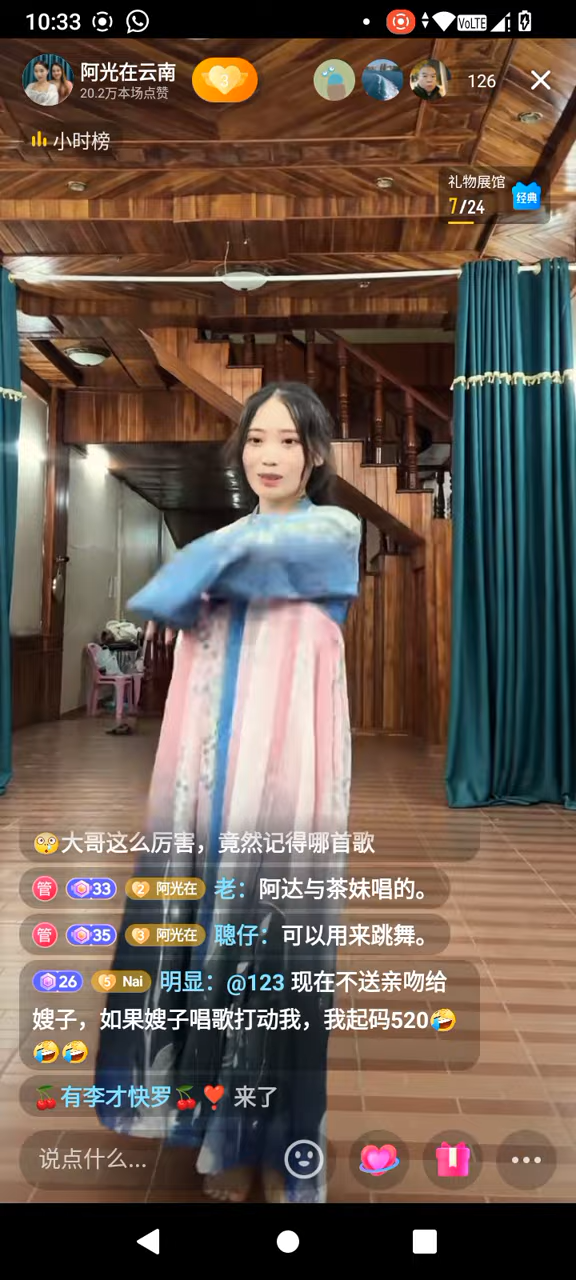 10:33
VoLTE
阿光在云南
20.2万本场点赞
3
126
小时榜
礼物展馆
7/24
经典
😳大哥这么厉害，竟然记得哪首歌
管 33 2 阿光在 老：阿达与茶妹唱的。
管 35 3 阿光在 聰仔：可以用来跳舞。
26 5 Nai 明显：@123 现在不送亲吻给
嫂子，如果嫂子唱歌打动我，我起码520🤣
🤣🤣
🍒有李才快罗🍒❣️ 来了
说点什么...